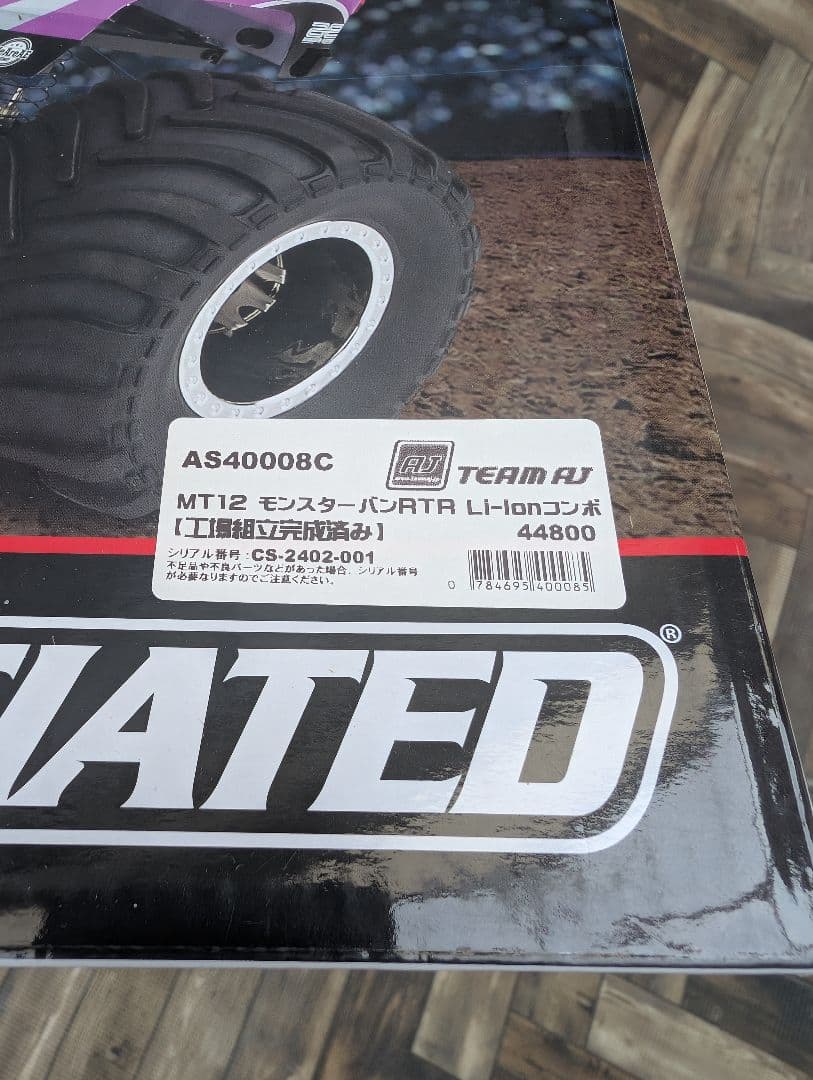 AS40008C
AJ
TEAM AJ
MT12 モンスターバンRTR Li-Ionコンボ
【工場組立完成済み】 44800
シリアル番号:CS-2402-001
不足品や不良パーツなどがあった場合、シリアル番号
が必要なりますのでご注意ください。
0 784695 400085
CIATED®